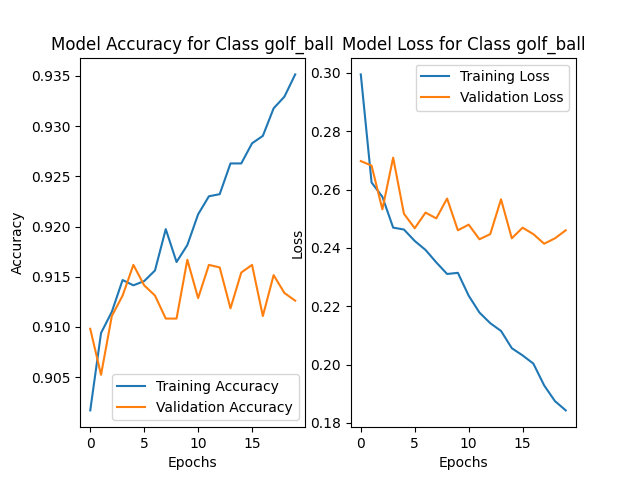 Model Accuracy for Class golf_ball
0.935
0.930
0.925
0.920
0.915
0.910
0.905
Accuracy
Training Accuracy
Validation Accuracy
0 5 10 15
Epochs
Model Loss for Class golf_ball
0.30
0.28
0.26
0.24
0.22
0.20
0.18
Loss
Training Loss
Validation Loss
0 5 10 15
Epochs